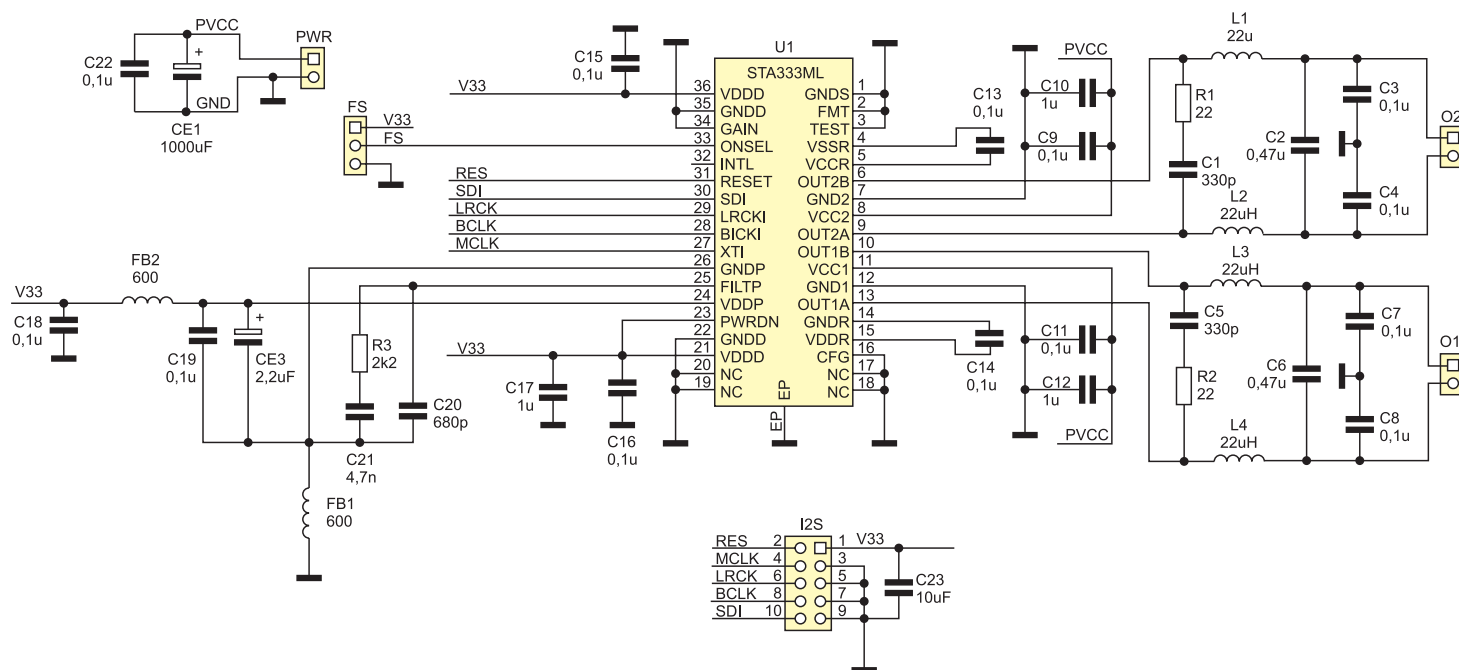 PVCC
PWR
C22
0,1u
+
GND
CE1
1000uF
FS
V33
FS
C15
0,1u
V33
RES
SDI
LRCK
BCLK
MCLK
U1
STA333ML
36 VDDD GNDS 1
35 GNDD FMT 2
34 GAIN TEST 3
33 ONSEL VSSR 4
32 INTL VCCR 5
31 RESET OUT2B 6
30 SDI GND2 7
29 LRCKI VCC2 8
28 BICKI OUT2A 9
27 XTI OUT1B 10
26 GNDP VCC1 11
25 FILTP GND1 12
24 VDDP OUT1A 13
23 PWRDN GNDR 14
22 GNDD VDDR 15
21 VDDD CFG 16
20 NC NC 17
19 NC NC 18
EP
EP
C13
0,1u
PVCC
C10
1u
C9
0,1u
L1
22u
R1
22
C1
330p
C2
0,47u
C3
0,1u
C4
0,1u
O2
L2
22uH
L3
22uH
C5
330p
R2
22
C6
0,47u
C7
0,1u
C8
0,1u
O1
L4
22uH
C14
0,1u
C11
0,1u
C12
1u
PVCC
V33
FB2
600
C18
0,1u
C19
0,1u
+
CE3
2,2uF
R3
2k2
C20
680p
C21
4,7n
FB1
600
V33
C17
1u
C16
0,1u
I2S
RES 2 1 V33
MCLK 4 3
LRCK 6 5
BCLK 8 7
SDI 10 9
C23
10uF